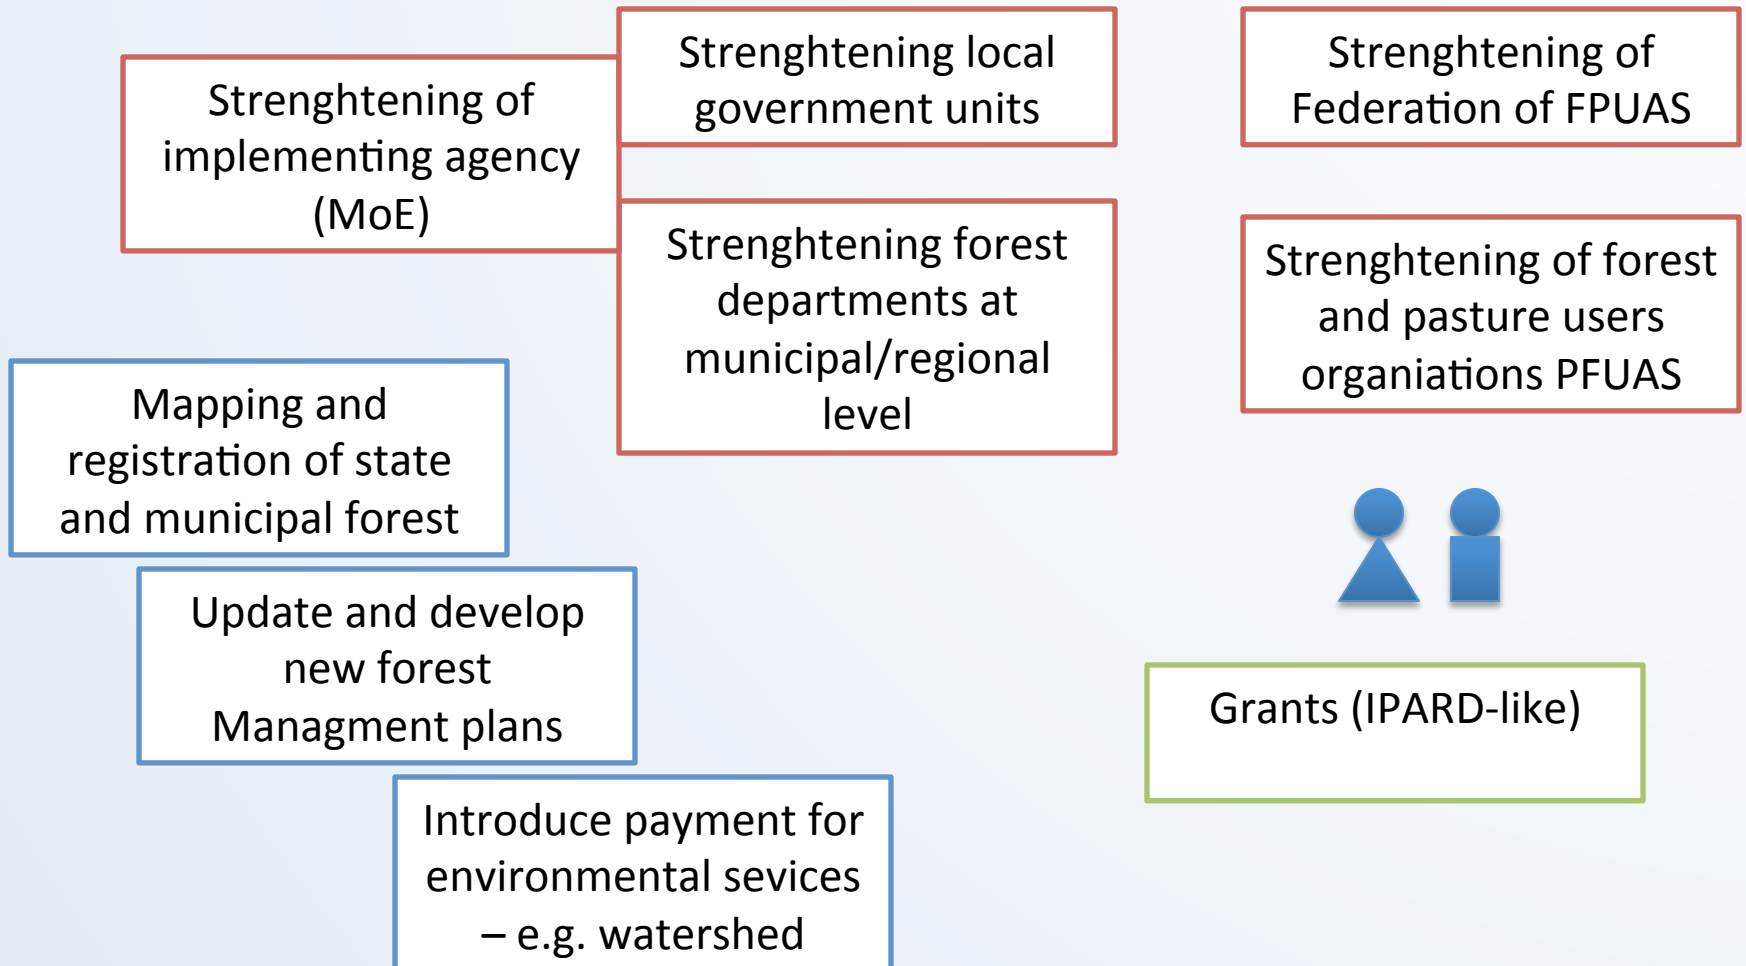 Strenghtening of
implementing agency
(MoE)
Strenghtening local
government units
Strenghtening of
Federation of FPUAS
Strenghtening forest
departments at
municipal/regional
level
Strenghtening of forest
and pasture users
organiations PFUAS
Mapping and
registration of state
and municipal forest
Update and develop
new forest
Managment plans
Grants (IPARD-like)
Introduce payment for
environmental sevices
– e.g. watershed